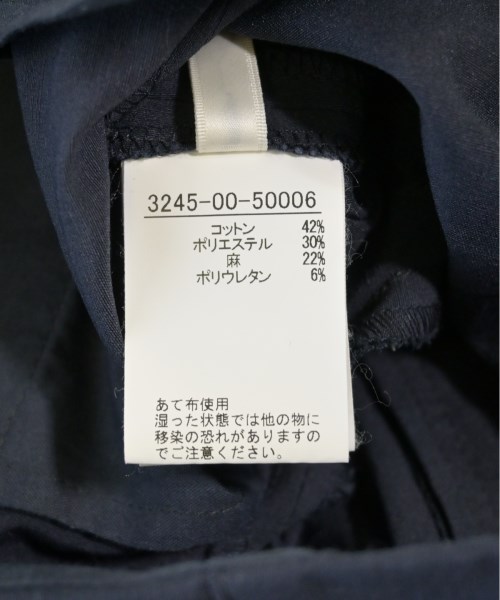 3245-00-50006
コットン 42%
ポリエステル 30%
麻 22%
ポリウレタン 6%
あて布使用
湿った状態では他の物に
移染の恐れがありますの
でご注意ください。